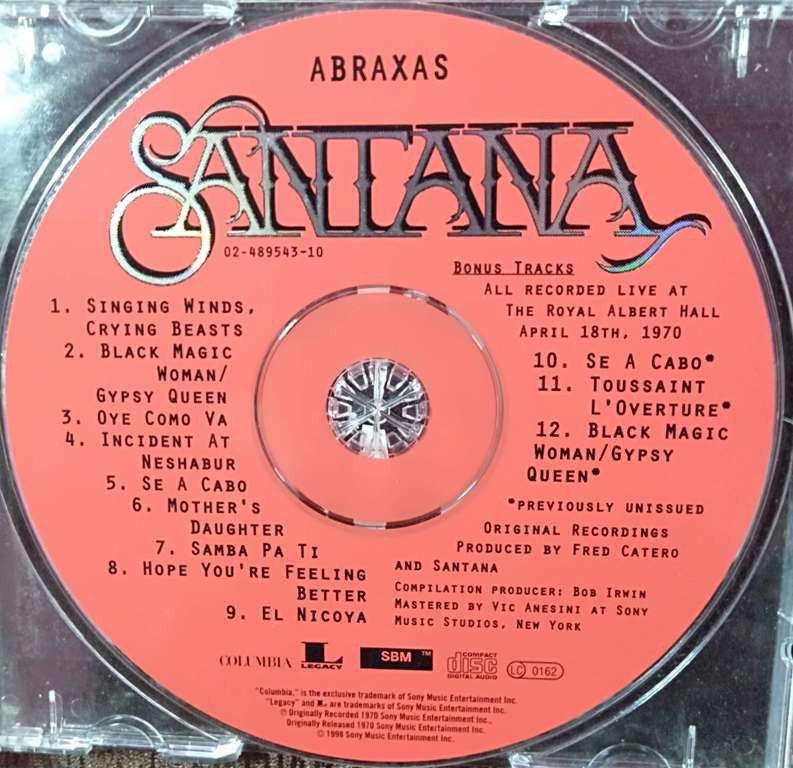 ABRAXAS
SANTANA
02-489543-10
1. SINGING WINDS,
CRYING BEASTS
2. BLACK MAGIC
WOMAN/
GYPSY QUEEN
3. OYE COMO VA
4. INCIDENT AT
NESHABUR
5. SE A CABO
6. MOTHER'S
DAUGHTER
7. SAMBA PA TI
8. HOPE YOU'RE FEELING
BETTER
9. EL NICOYA
BONUS TRACKS
ALL RECORDED LIVE AT
THE ROYAL ALBERT HALL
APRIL 18TH, 1970
10. SE A CABO*
11. TOUSSAINT
L'OVERTURE*
12. BLACK MAGIC
WOMAN/GYPSY
QUEEN*
*PREVIOUSLY UNISSUED
ORIGINAL RECORDINGS
PRODUCED BY FRED CATERO
AND SANTANA
COMPILATION PRODUCER: BOB IRWIN
MASTERED BY VIC ANESINI AT SONY
MUSIC STUDIOS, NEW YORK
COLUMBIA L LEGACY SBM ™ COMPACT disc DIGITAL AUDIO LC 0162
"Columbia," is the exclusive trademark of Sony Music Entertainment Inc.
"Legacy" and L are trademarks of Sony Music Entertainment Inc.
℗ Originally Recorded 1970 Sony Music Entertainment Inc.
Originally Released 1970 Sony Music Entertainment Inc.
© 1998 Sony Music Entertainment Inc.